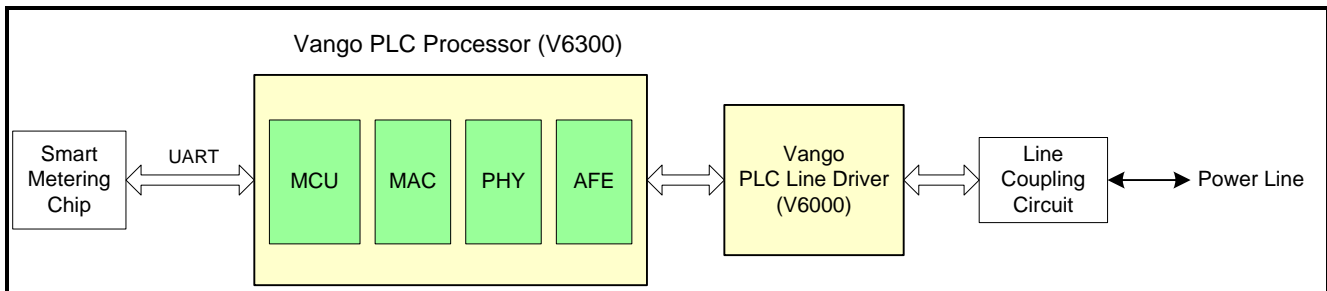 Vango PLC Processor (V6300)
Smart
Metering
Chip
UART
MCU
MAC
PHY
AFE
Vango
PLC Line Driver
(V6000)
Line
Coupling
Circuit
Power Line